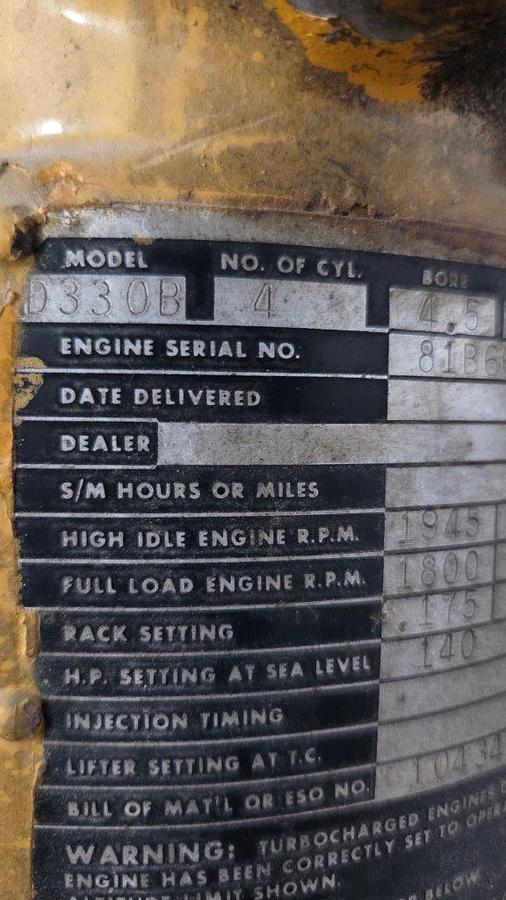 MODEL NO. OF CYL. BORE
D330B 4 4.5
ENGINE SERIAL NO. 81B6
DATE DELIVERED
DEALER
S/M HOURS OR MILES
HIGH IDLE ENGINE R.P.M. 1945
FULL LOAD ENGINE R.P.M. 1800
RACK SETTING .175
H.P. SETTING AT SEA LEVEL 140
INJECTION TIMING
LIFTER SETTING AT T.C.
BILL OF MAT'L OR ESO NO. 10434
WARNING: TURBOCHARGED ENGINES
ENGINE HAS BEEN CORRECTLY SET TO
LIMIT SHOWN.
BELOW